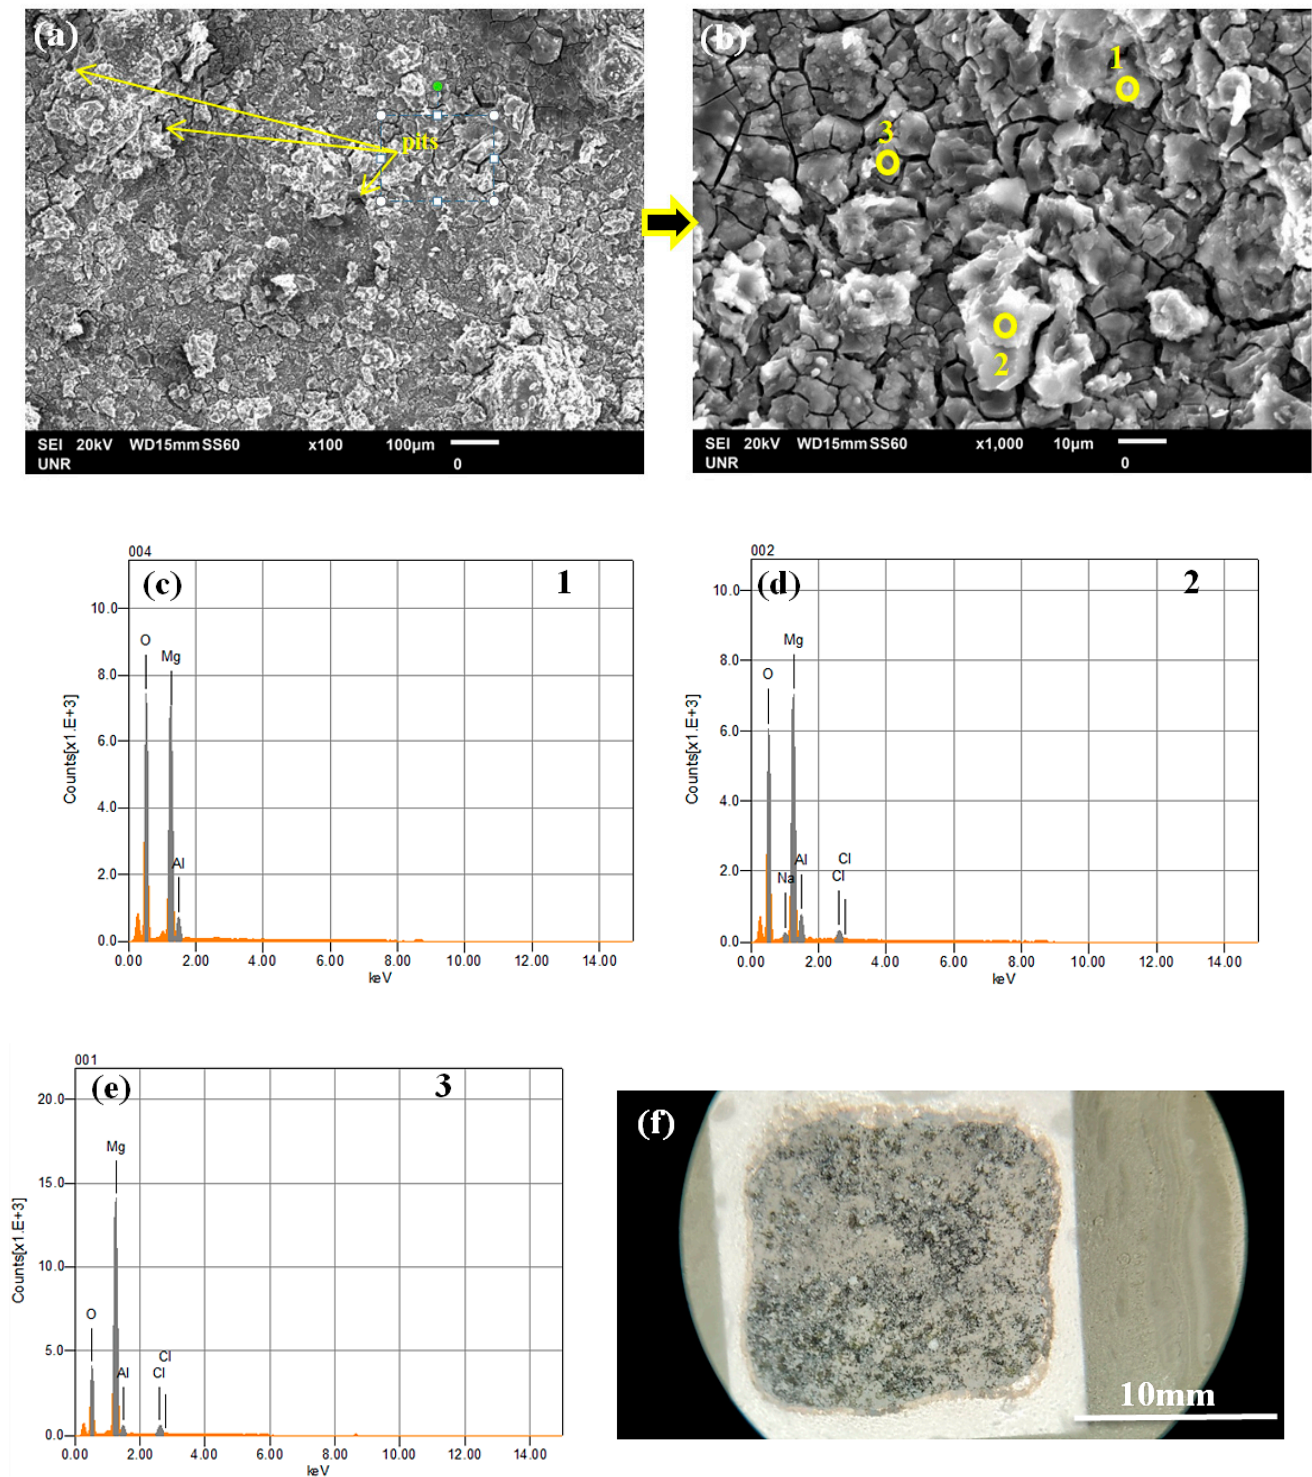 (a)
pits
SEI 20kV WD15mmSS60 x100 100μm
UNR 0
(b)
1
3
2
SEI 20kV WD15mmSS60 x1,000 10μm
UNR 0
004
(c) 1
Counts[x1.E+3]
10.0
8.0
6.0
4.0
2.0
0.0
O
Mg
Al
0.00 2.00 4.00 6.00 8.00 10.00 12.00 14.00
keV
002
(d) 2
Counts[x1.E+3]
10.0
8.0
6.0
4.0
2.0
0.0
Mg
O
Na
Al
Cl
Cl
0.00 2.00 4.00 6.00 8.00 10.00 12.00 14.00
keV
001
(e) 3
Counts[x1.E+3]
20.0
15.0
10.0
5.0
0.0
Mg
O
Al
Cl
Cl
0.00 2.00 4.00 6.00 8.00 10.00 12.00 14.00
keV
(f)
10mm